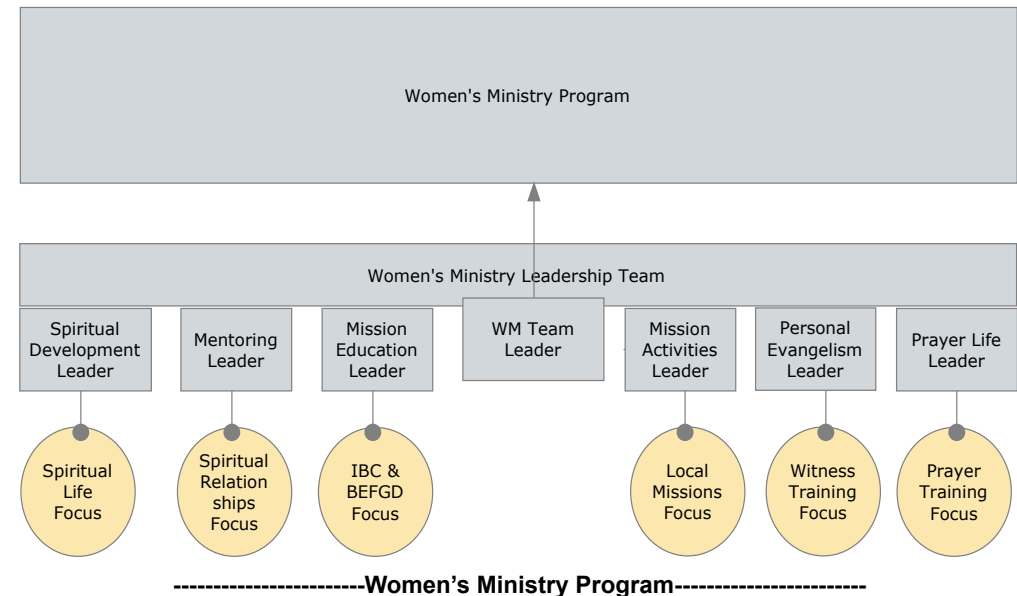 Women's Ministry Program
Women's Ministry Leadership Team
Spiritual
Development
Leader
Mentoring
Leader
Mission
Education
Leader
WM Team
Leader
Mission
Activities
Leader
Personal
Evangelism
Leader
Prayer Life
Leader
Spiritual
Life
Focus
Spiritual
Relation
ships
Focus
IBC &
BEFGD
Focus
Local
Missions
Focus
Witness
Training
Focus
Prayer
Training
Focus
------------------------Women’s Ministry Program------------------------